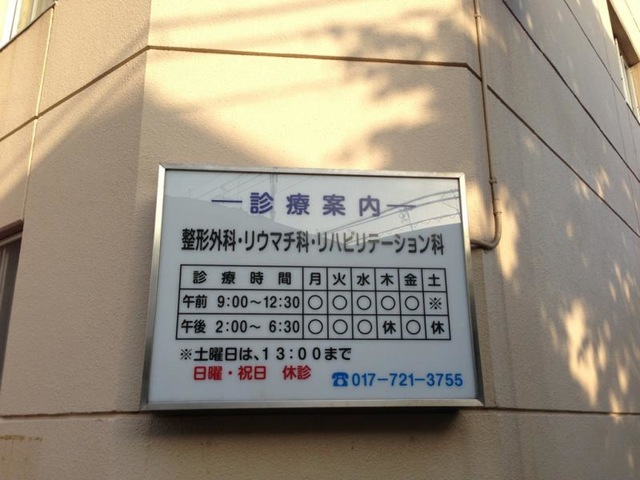 ー診療案内ー
整形外科・リウマチ科・リハビリテーション科
診療時間 月 火 水 木 金 土
午前 9:00〜12:30 ○ ○ ○ ○ ○ ※
午後 2:00〜6:30 ○ ○ ○ 休 ○ 休
※土曜日は、13:00まで
日曜・祝日 休診
☎017-721-3755